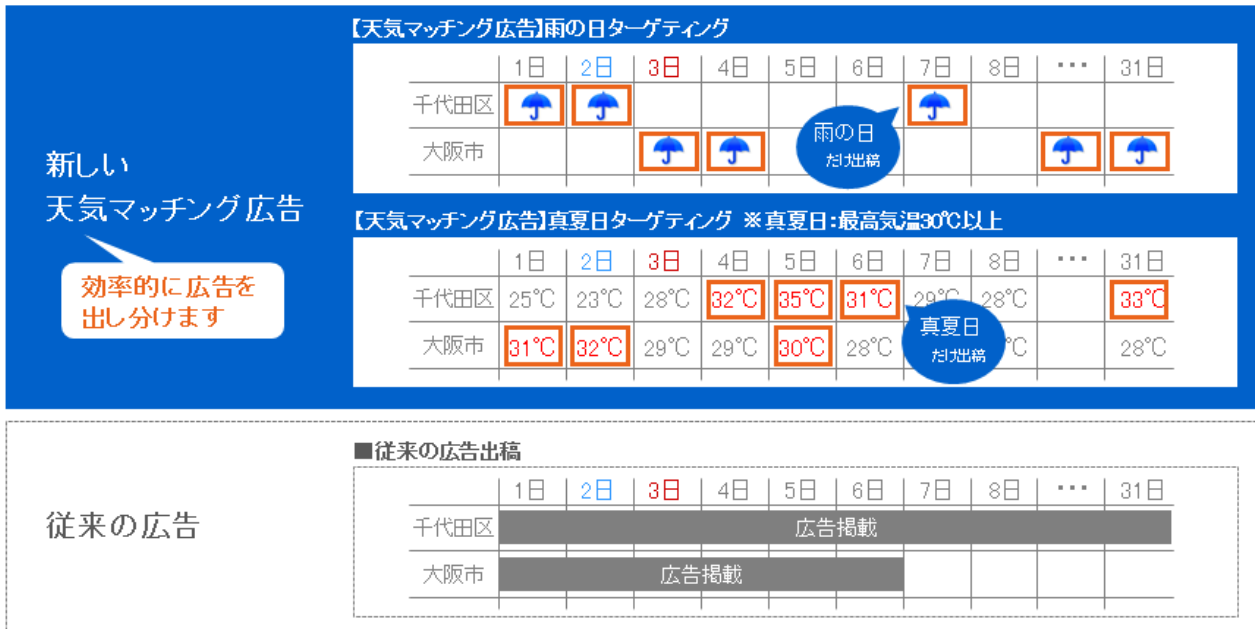 新しい
天気マッチング広告
効率的に広告を
出し分けます
【天気マッチング広告】雨の日ターゲティング
1日 2日 3日 4日 5日 6日 7日 8日 ・・・ 31日
千代田区
大阪市
雨の日
だけ出稿
【天気マッチング広告】真夏日ターゲティング ※真夏日:最高気温30℃以上
1日 2日 3日 4日 5日 6日 7日 8日 ・・・ 31日
千代田区 25℃ 23℃ 28℃ 32℃ 35℃ 31℃ 29℃ 28℃ 33℃
大阪市 31℃ 32℃ 29℃ 29℃ 30℃ 28℃ ℃ 28℃
真夏日
だけ出稿
従来の広告
■従来の広告出稿
1日 2日 3日 4日 5日 6日 7日 8日 ・・・ 31日
千代田区 広告掲載
大阪市 広告掲載